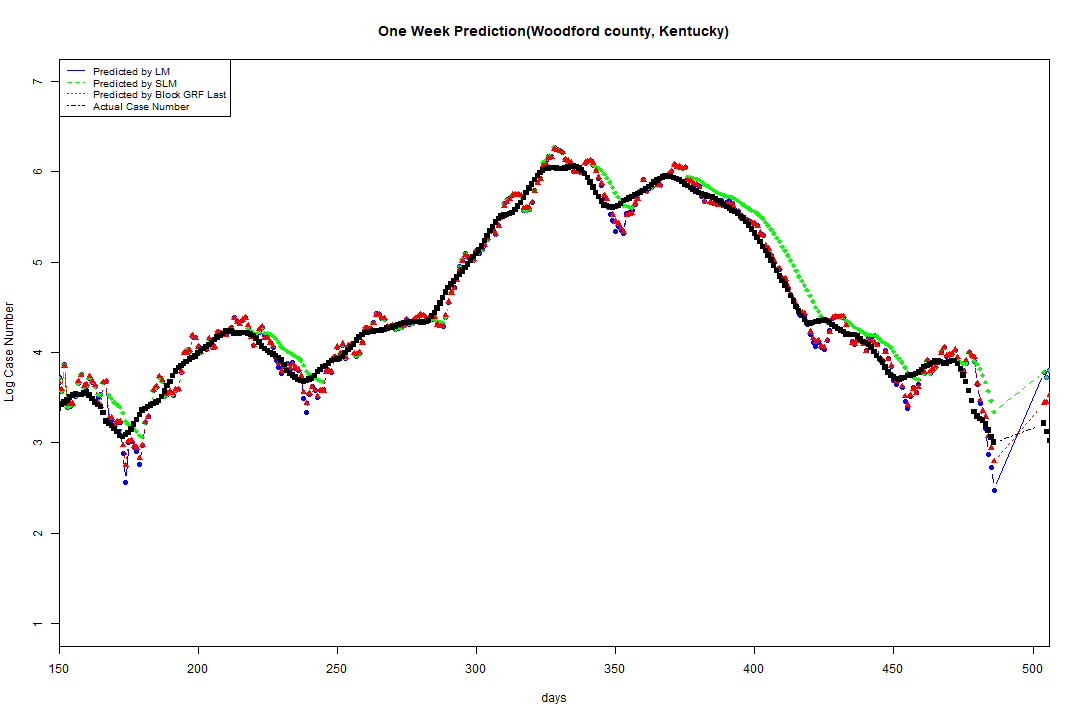 One Week Prediction(Woodford county, Kentucky)
Predicted by LM
Predicted by SLM
Predicted by Block GRF Last
Actual Case Number
Log Case Number
7
6
5
4
3
2
1
150 200 250 300 350 400 450 500
days